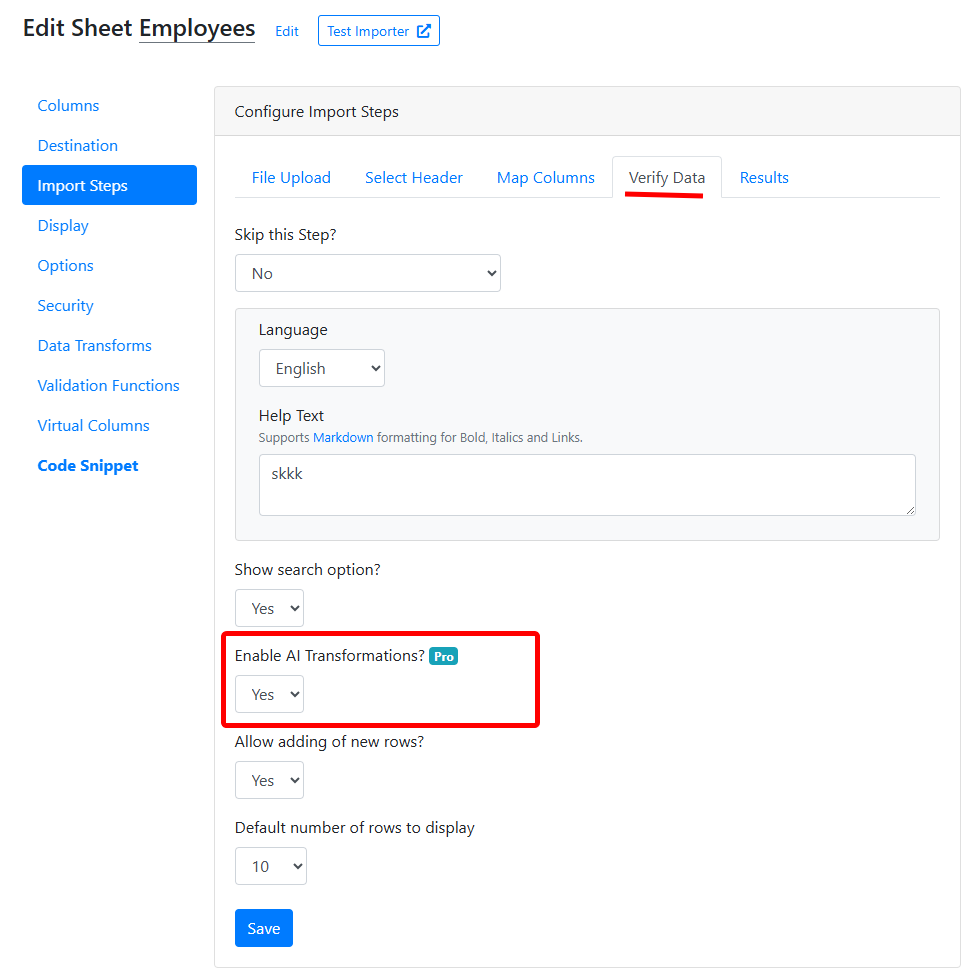 Edit Sheet Employees Edit Test Importer
Columns
Destination
Import Steps
Display
Options
Security
Data Transforms
Validation Functions
Virtual Columns
Code Snippet
Configure Import Steps
File Upload Select Header Map Columns Verify Data Results
Skip this Step?
No
Language
English
Help Text
Supports Markdown formatting for Bold, Italics and Links.
skkk
Show search option?
Yes
Enable AI Transformations? Pro
Yes
Allow adding of new rows?
Yes
Default number of rows to display
10
Save